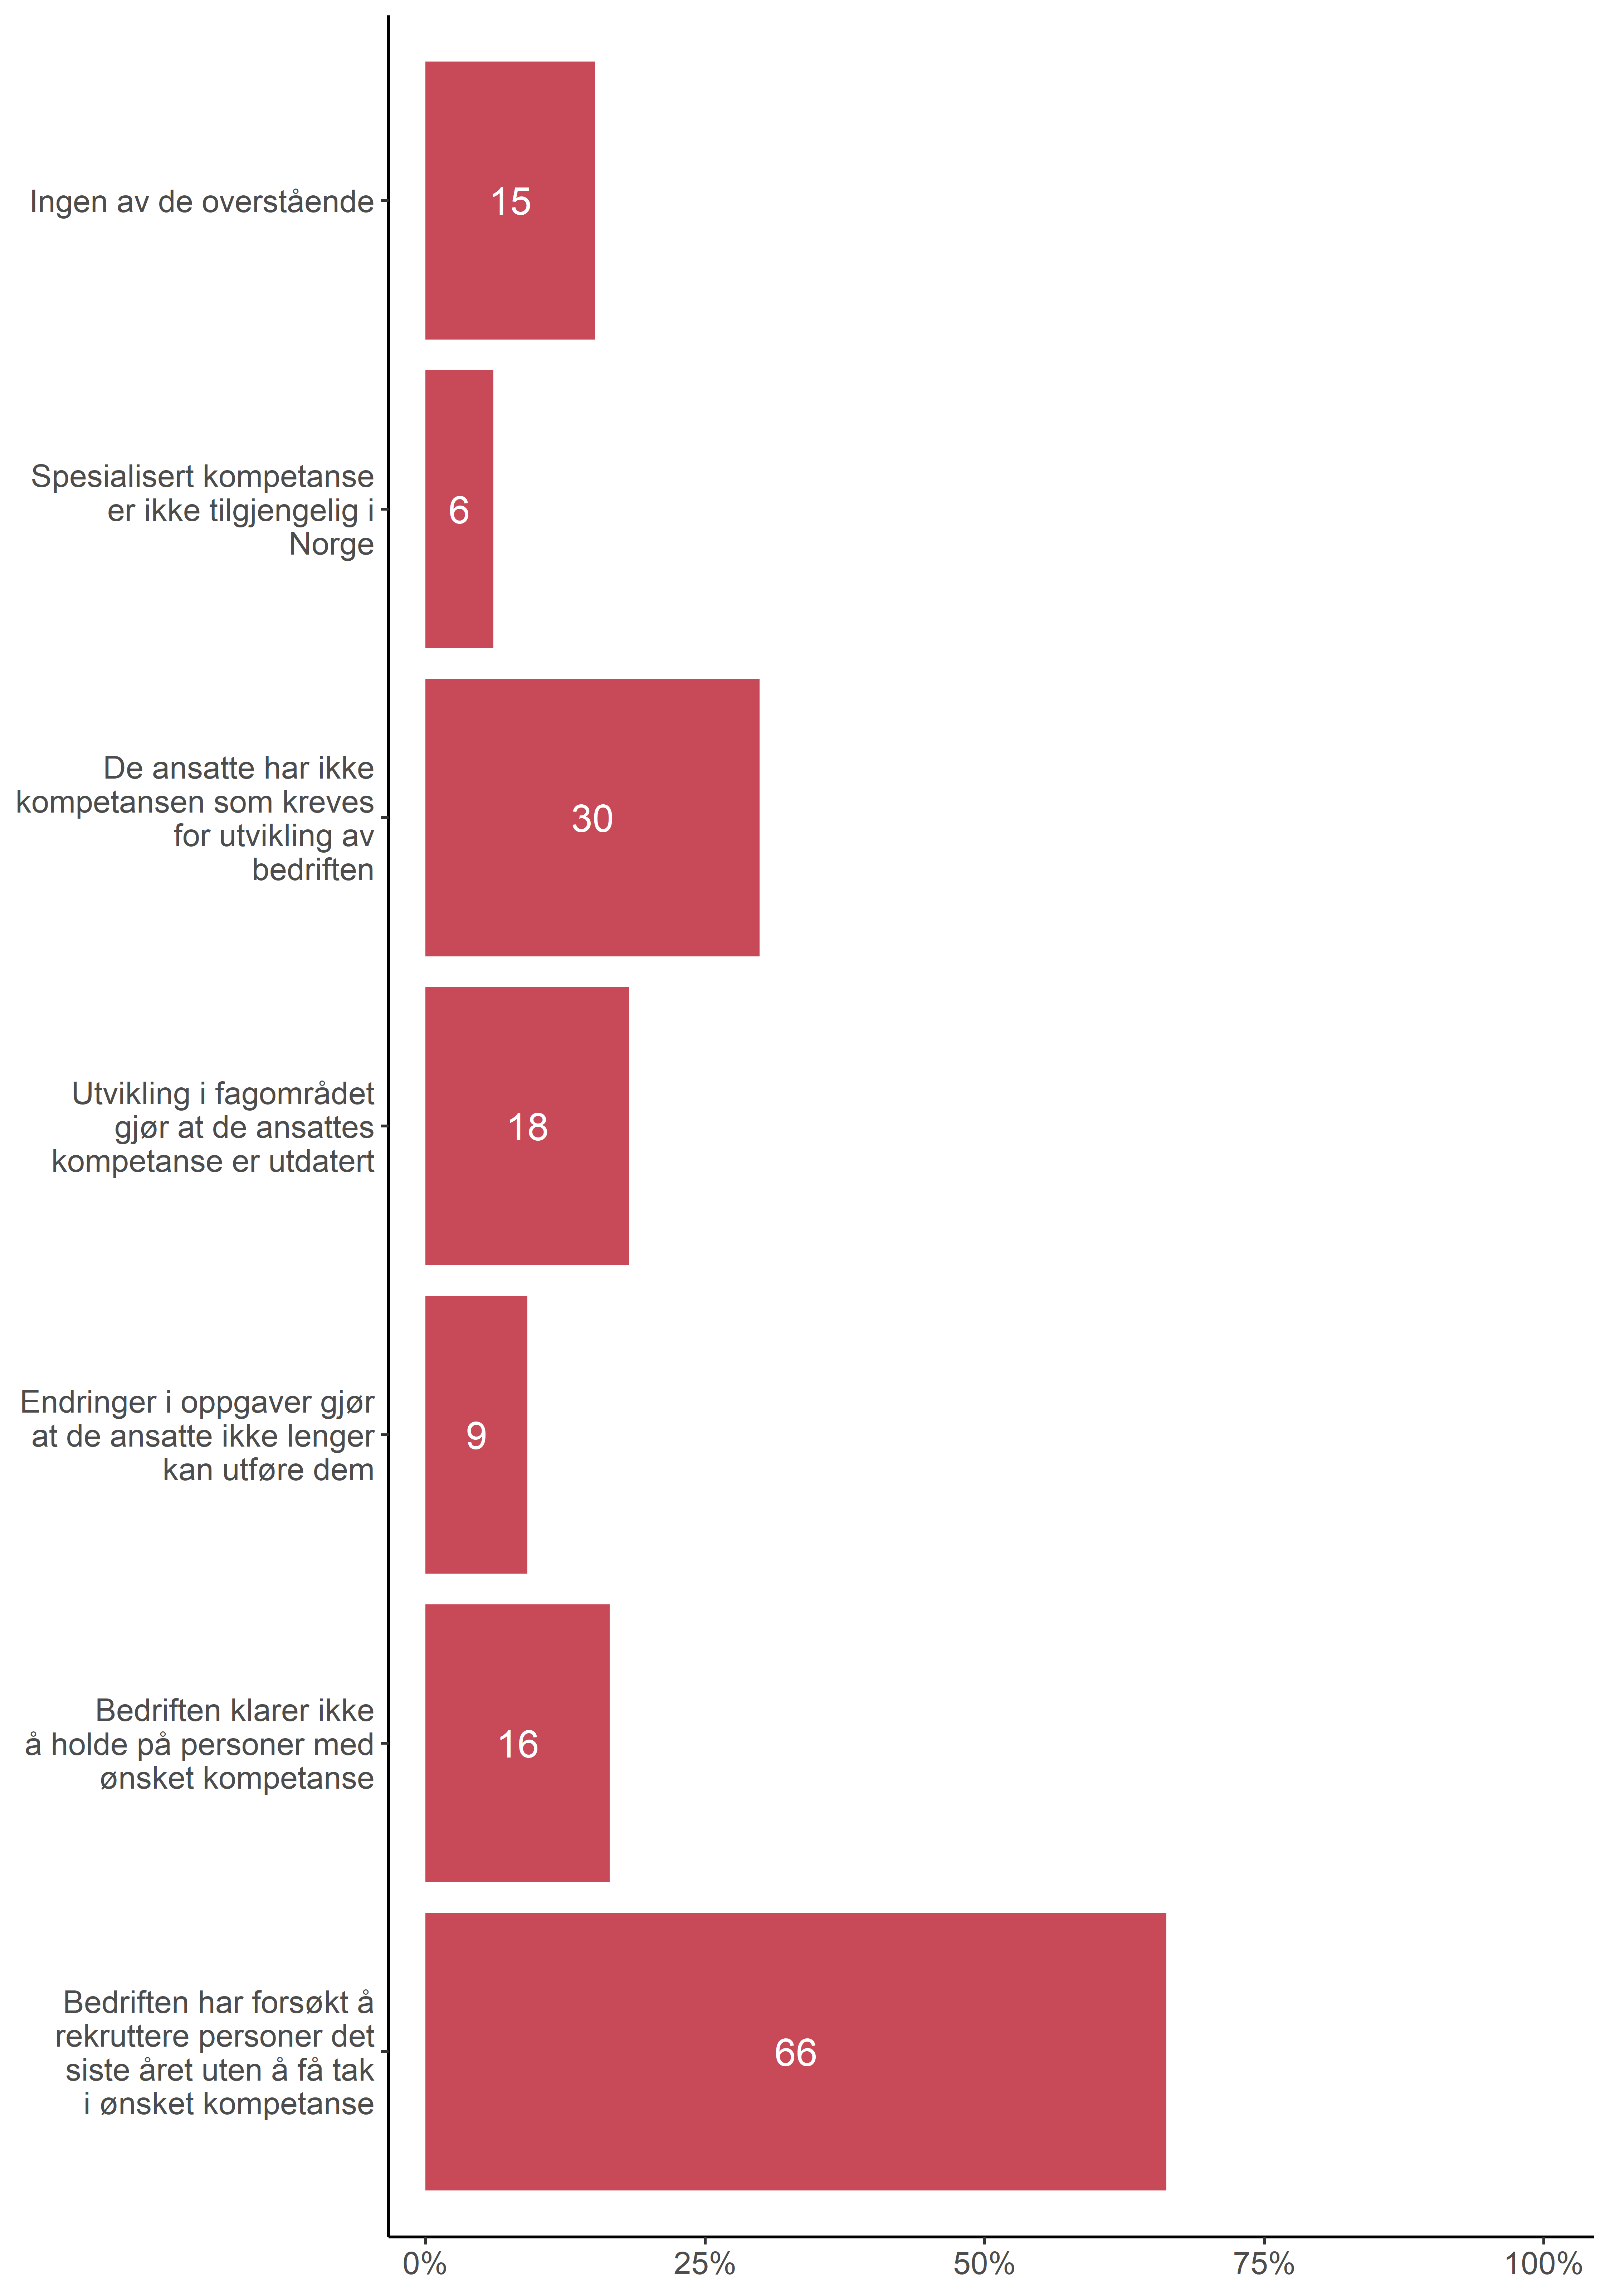 Ingen av de overstående
15
Spesialisert kompetanse
er ikke tilgjengelig i
Norge
6
De ansatte har ikke
kompetansen som kreves
for utvikling av
bedriften
30
Utvikling i fagområdet
gjør at de ansattes
kompetanse er utdatert
18
Endringer i oppgaver gjør
at de ansatte ikke lenger
kan utføre dem
9
Bedriften klarer ikke
å holde på personer med
ønsket kompetanse
16
Bedriften har forsøkt å
rekruttere personer det
siste året uten å få tak
i ønsket kompetanse
66
0% 25% 50% 75% 100%